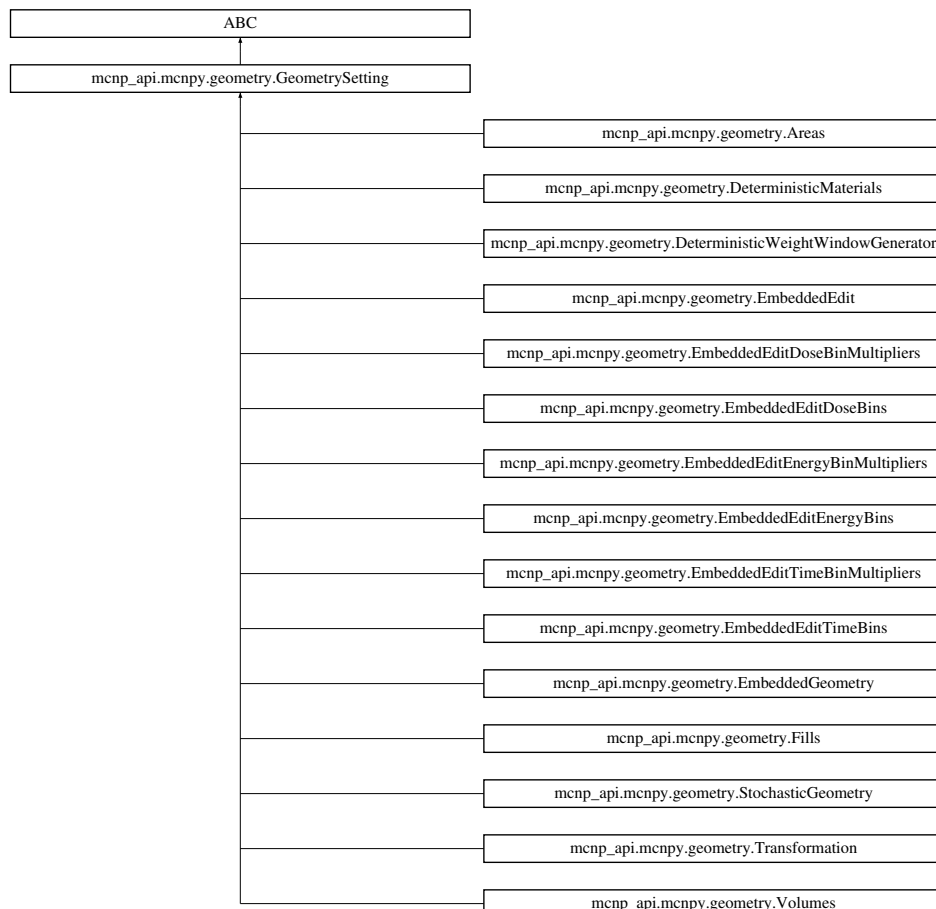 ABC
mcnp_api.mcnpy.geometry.GeometrySetting
mcnp_api.mcnpy.geometry.Areas
mcnp_api.mcnpy.geometry.DeterministicMaterials
mcnp_api.mcnpy.geometry.DeterministicWeightWindowGenerator
mcnp_api.mcnpy.geometry.EmbeddedEdit
mcnp_api.mcnpy.geometry.EmbeddedEditDoseBinMultipliers
mcnp_api.mcnpy.geometry.EmbeddedEditDoseBins
mcnp_api.mcnpy.geometry.EmbeddedEditEnergyBinMultipliers
mcnp_api.mcnpy.geometry.EmbeddedEditEnergyBins
mcnp_api.mcnpy.geometry.EmbeddedEditTimeBinMultipliers
mcnp_api.mcnpy.geometry.EmbeddedEditTimeBins
mcnp_api.mcnpy.geometry.EmbeddedGeometry
mcnp_api.mcnpy.geometry.Fills
mcnp_api.mcnpy.geometry.StochasticGeometry
mcnp_api.mcnpy.geometry.Transformation
mcnp_api.mcnpy.geometry.Volumes